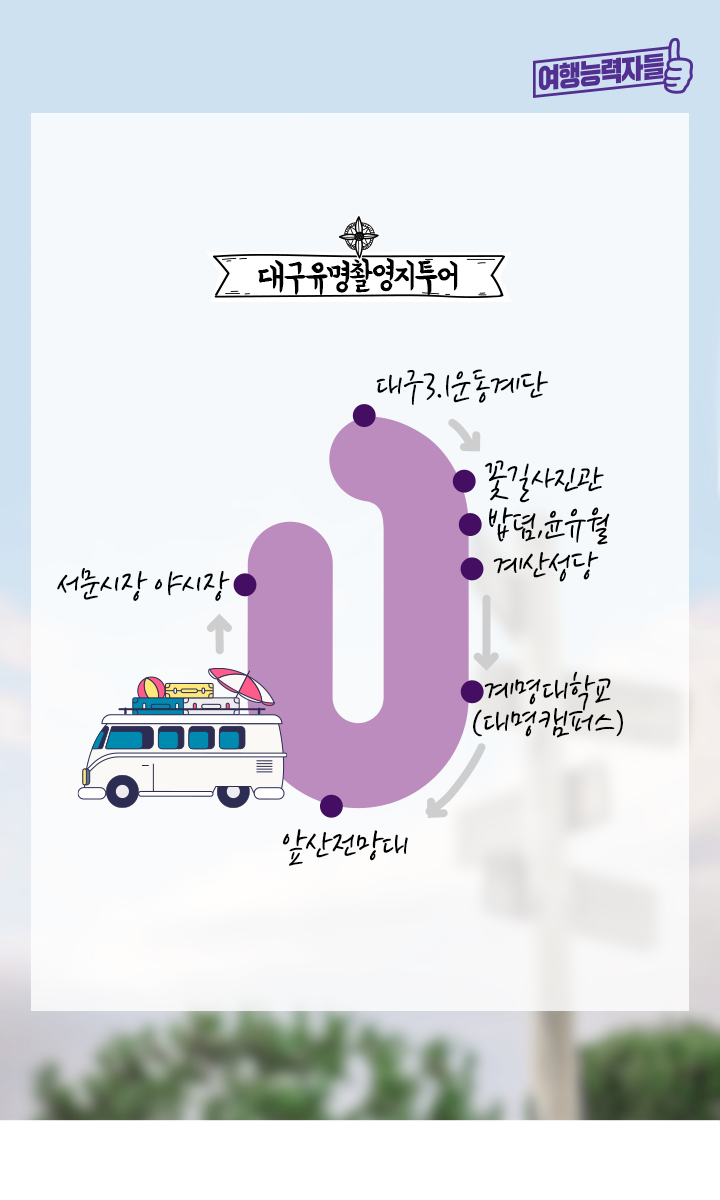 여행능력자들
대구유명촬영지투어
대구3.1운동계단
꽃길사진관
밥덤,윤유월
계산성당
서문시장 야시장
계명대학교
(대명캠퍼스)
앞산전망대